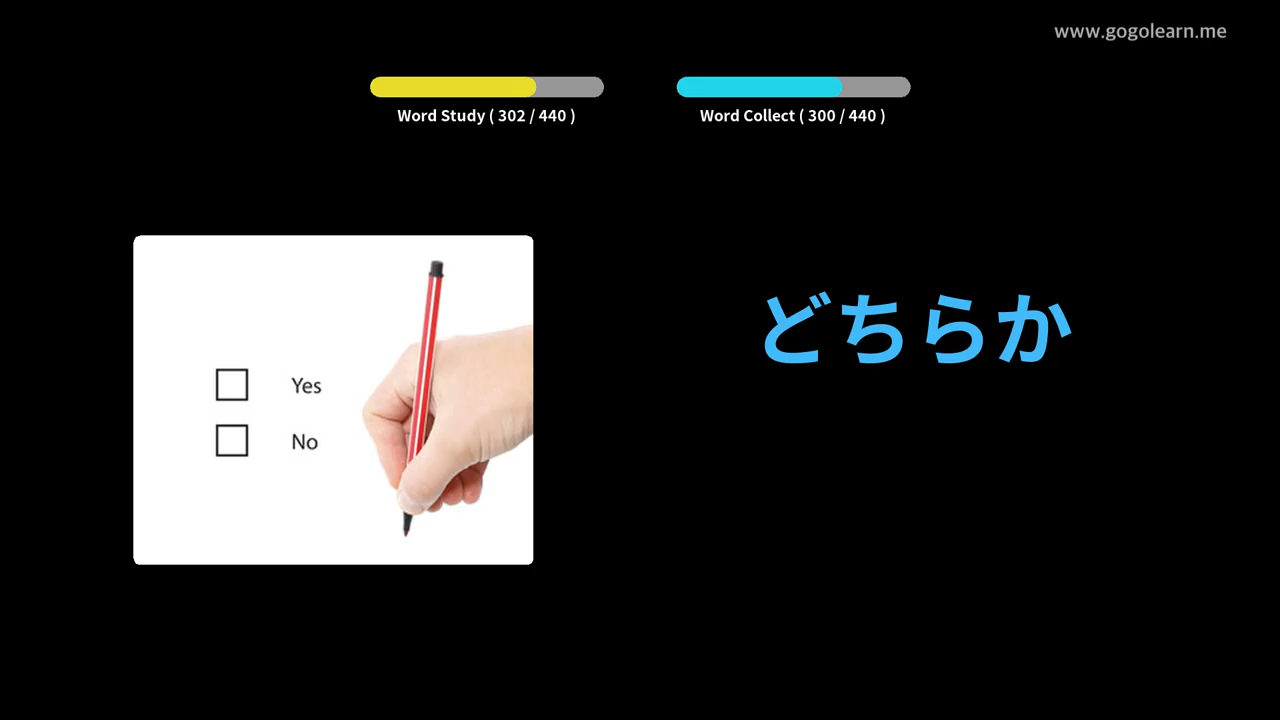 www.gogolearn.me
Word Study ( 302 / 440 )
Word Collect ( 300 / 440 )
Yes
No
どちらか